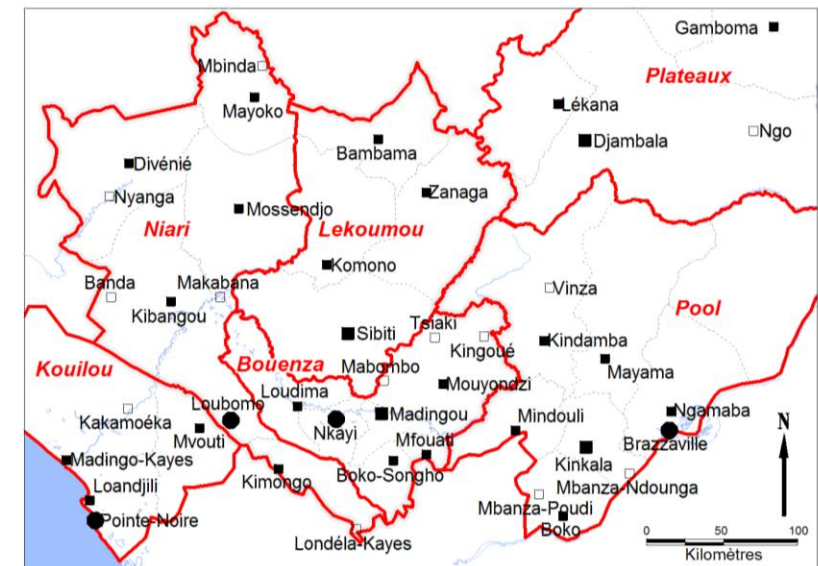 Gamboma
Mbinda
Plateaux
Mayoko
Lékana
Ngo
Djambala
Bambama
Divénié
Zanaga
Nyanga
Mossendjo
Niari
Lekoumou
Komono
Banda
Makabana
Vinza
Kibangou
Pool
Tsiaki
Sibiti
Kingoué
Kindamba
Kouilou
Bouenza
Mabombo
Mayama
Loudima
Mouyondzi
Loubomo
Kakamoéka
Madingou
Mindouli
Ngamaba
N
Mvouti
Nkayi
Mfouati
Brazzaville
Madingo-Kayes
Kimongo
Boko-Songho
Kinkala
Loandjili
Mbanza-Ndounga
Mbanza-Poudi
Pointe-Noire
Boko
Londéla-Kayes
0 50 100
Kilomètres